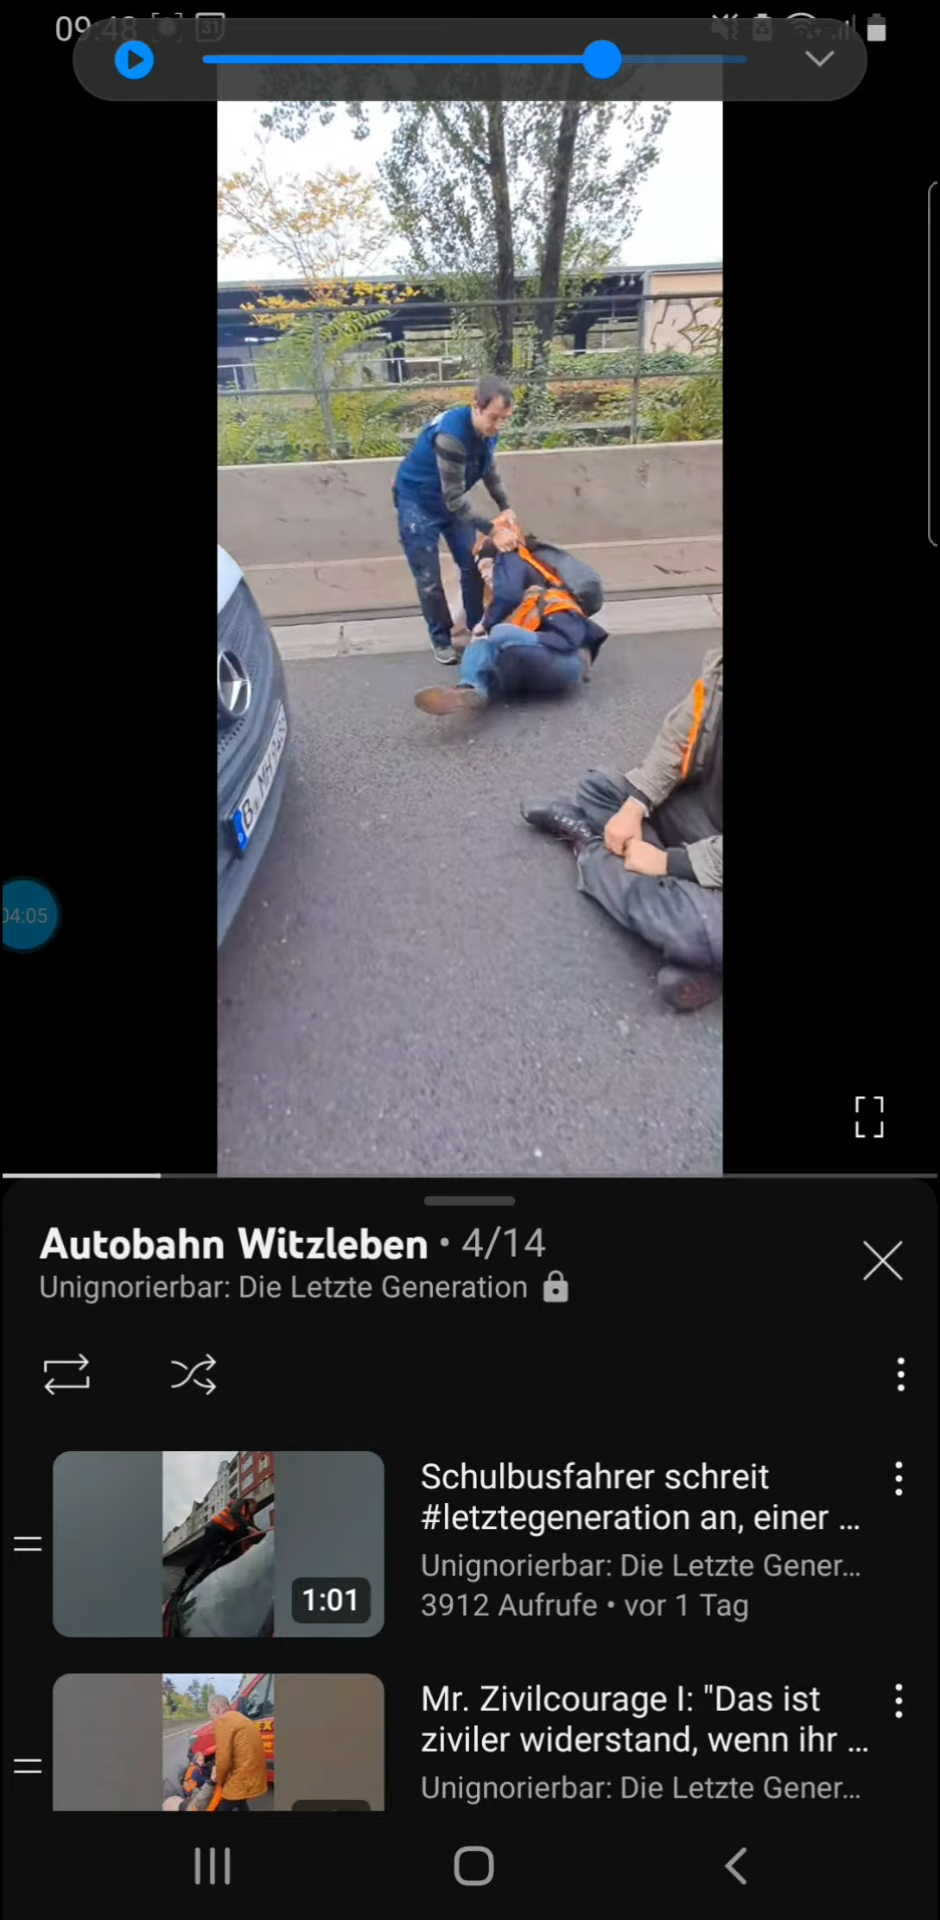 09:48
31
04:05
Autobahn Witzleben • 4/14
Unignorierbar: Die Letzte Generation
Schulbusfahrer schreit
#letztegeneration an, einer ...
Unignorierbar: Die Letzte Gener...
3912 Aufrufe • vor 1 Tag
1:01
Mr. Zivilcourage I: "Das ist
ziviler widerstand, wenn ihr ...
Unignorierbar: Die Letzte Gener...